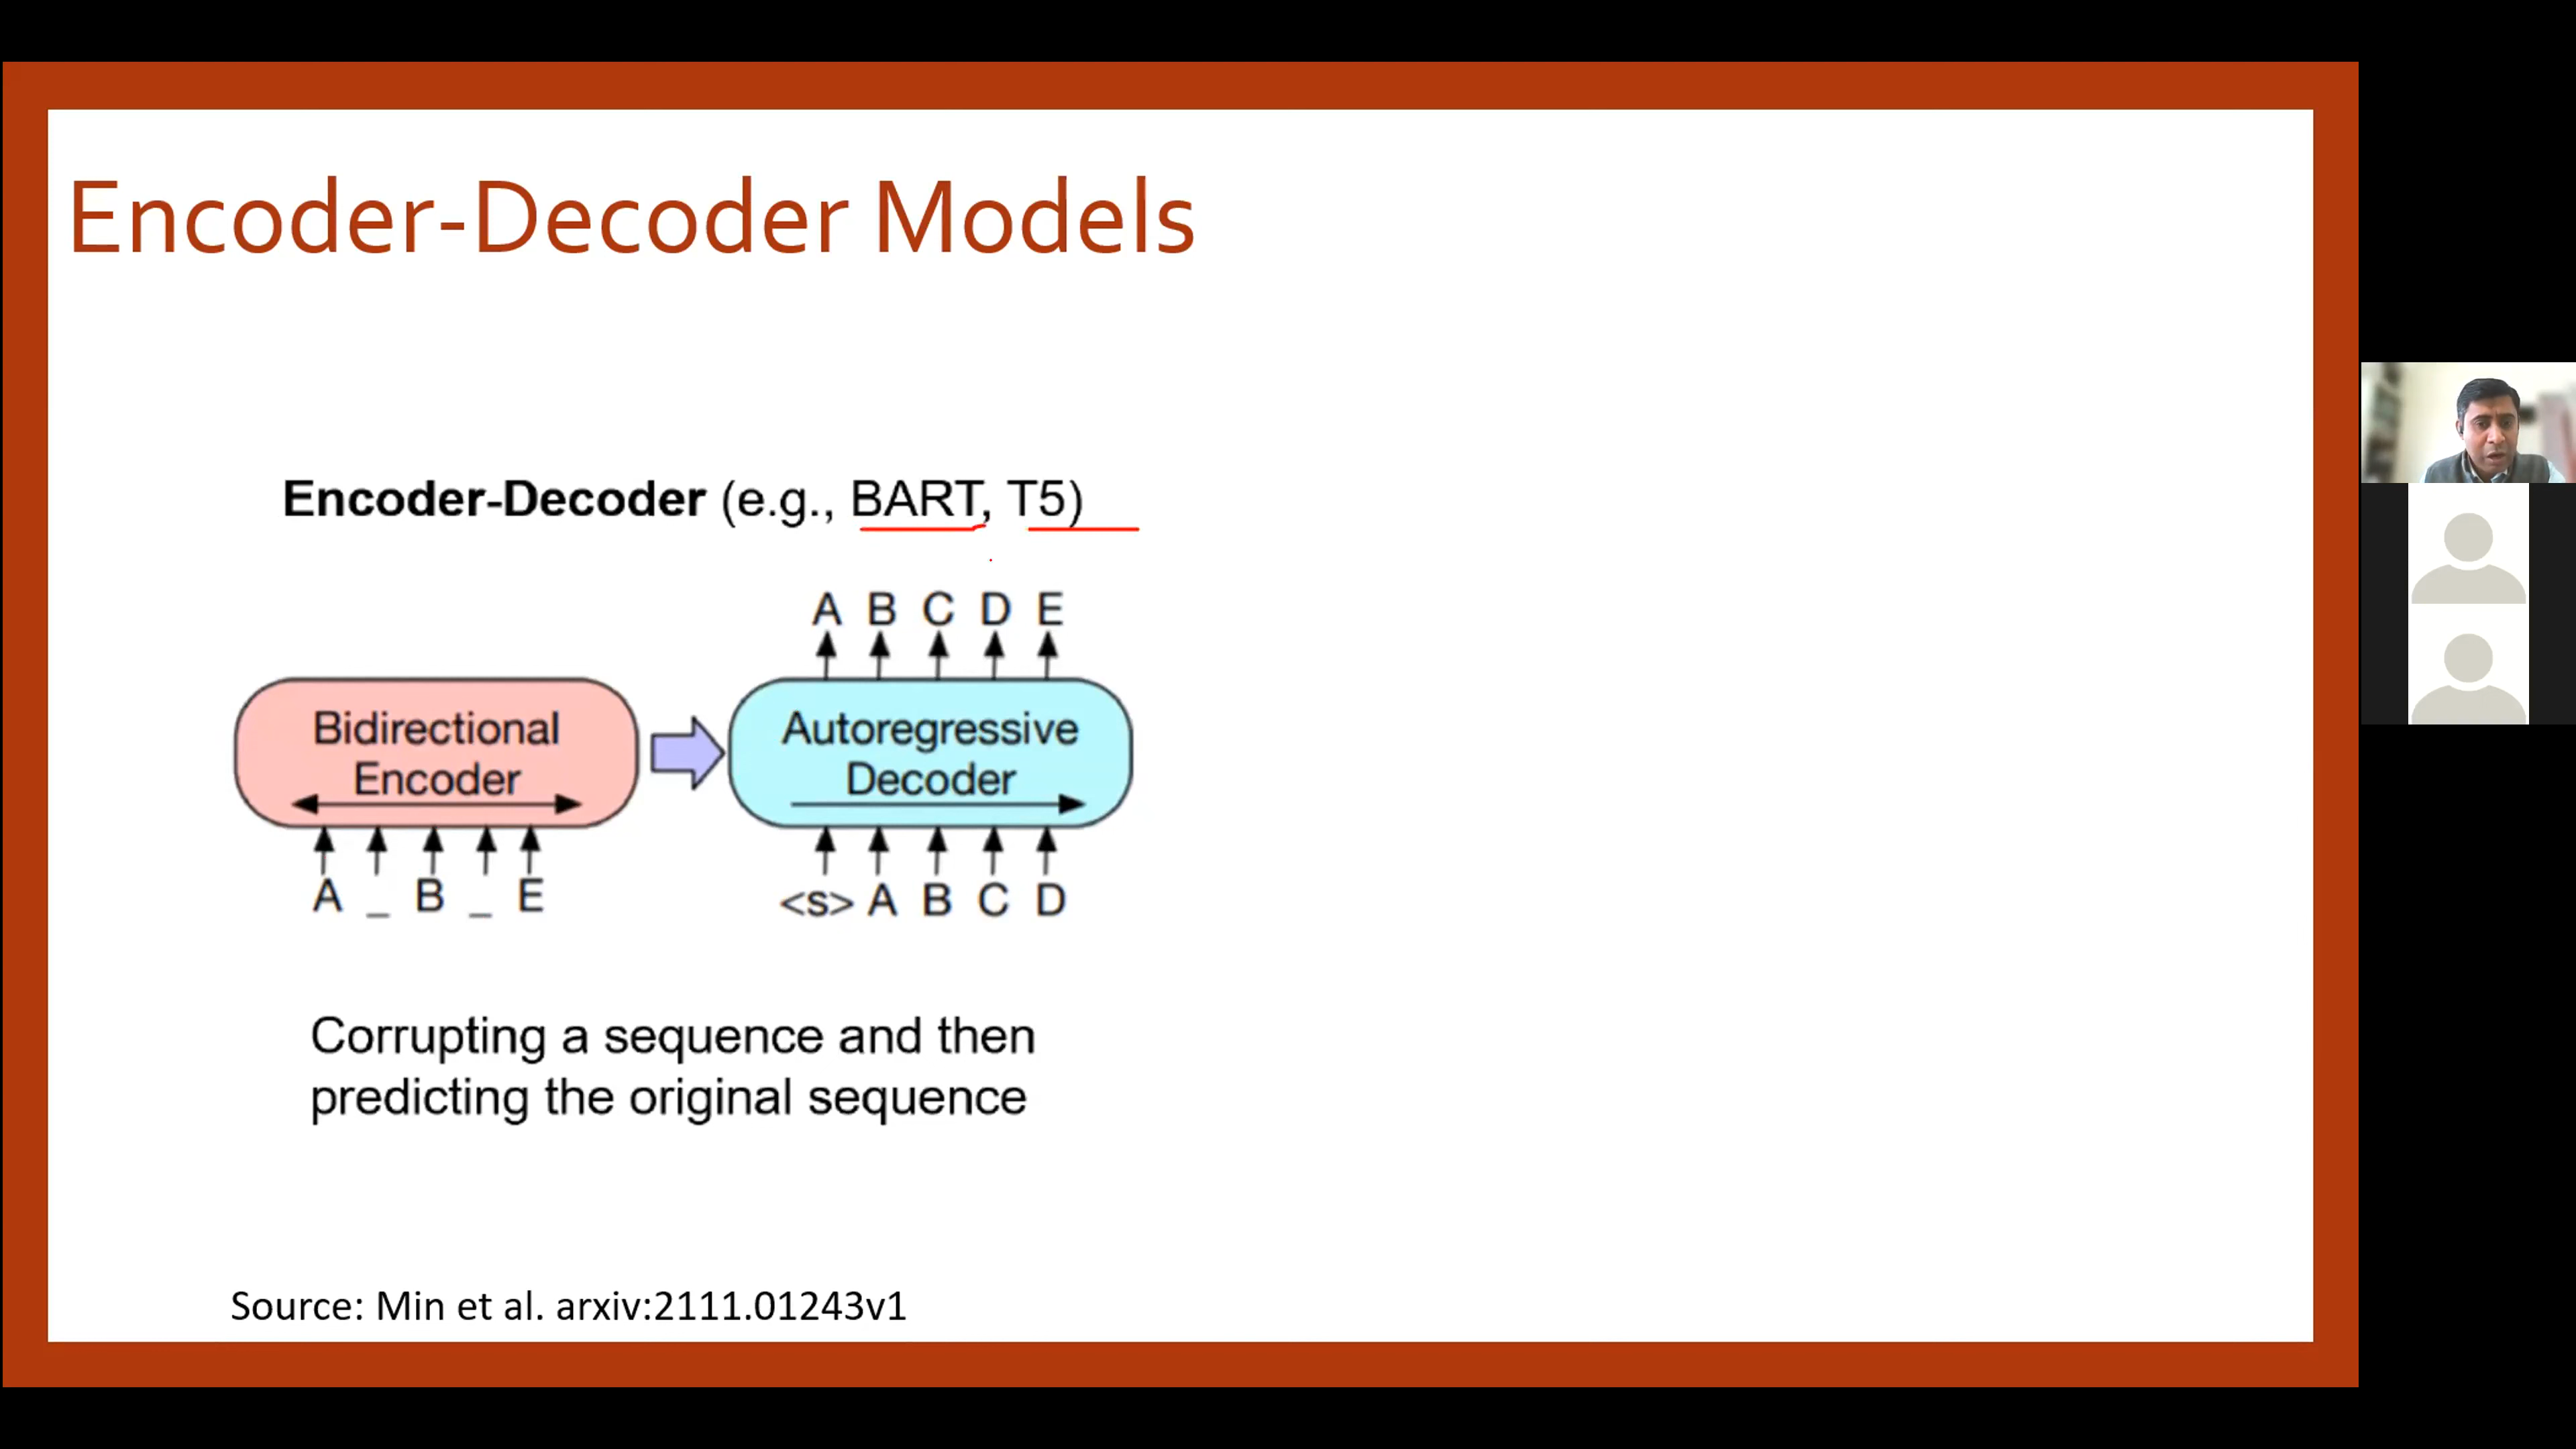 Encoder-Decoder Models
Encoder-Decoder (e.g., BART, T5)
A B C D E
Bidirectional
Encoder
Autoregressive
Decoder
A _ B _ E
<s> A B C D
Corrupting a sequence and then
predicting the original sequence
Source: Min et al. arxiv:2111.01243v1